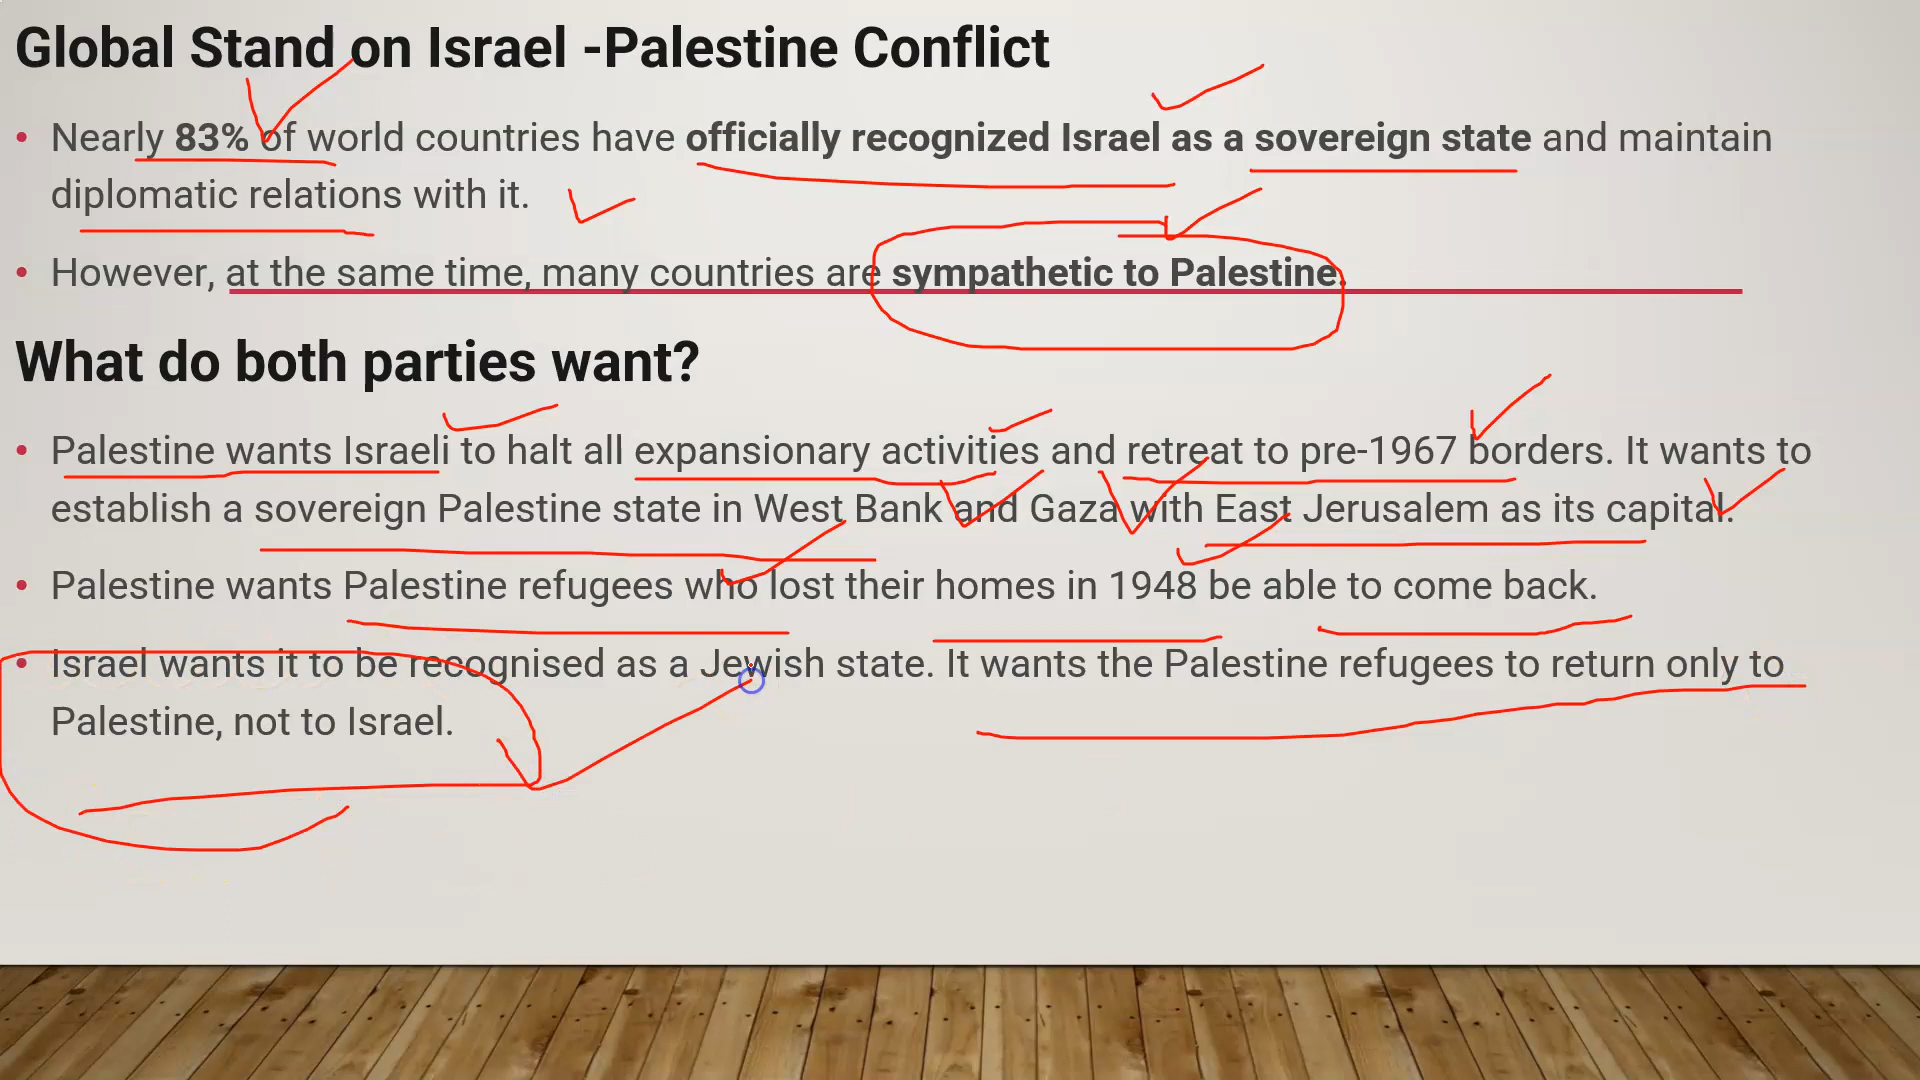 Global Stand on Israel -Palestine Conflict
• Nearly 83% of world countries have officially recognized Israel as a sovereign state and maintain
diplomatic relations with it.
• However, at the same time, many countries are sympathetic to Palestine.
What do both parties want?
• Palestine wants Israeli to halt all expansionary activities and retreat to pre-1967 borders. It wants to
establish a sovereign Palestine state in West Bank and Gaza with East Jerusalem as its capital.
• Palestine wants Palestine refugees who lost their homes in 1948 be able to come back.
• Israel wants it to be recognised as a Jewish state. It wants the Palestine refugees to return only to
Palestine, not to Israel.